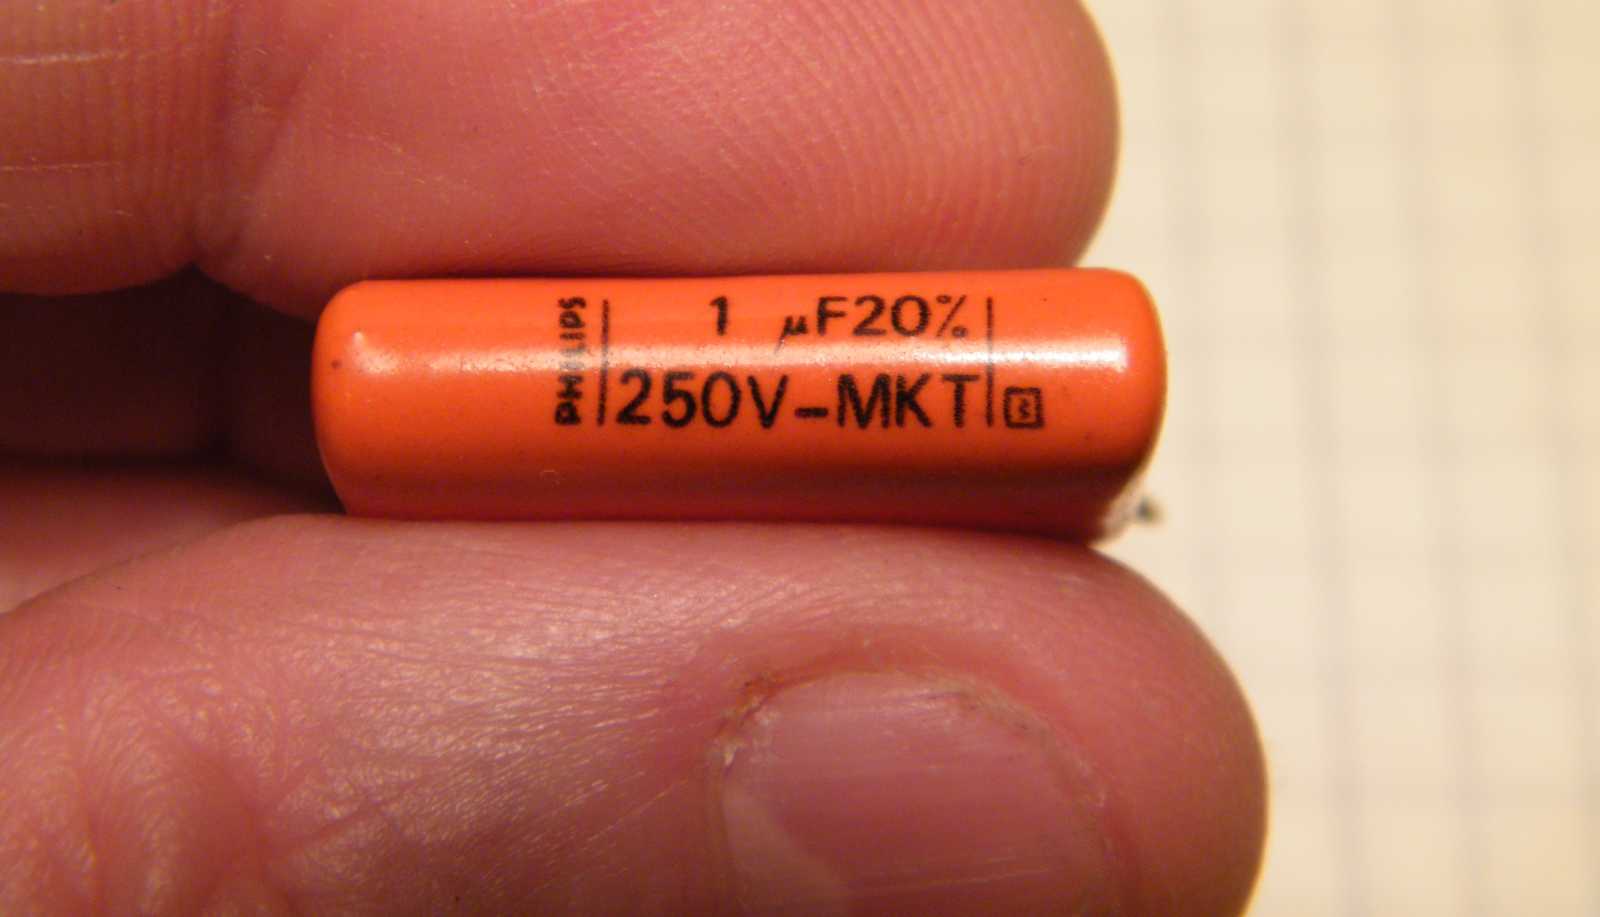 PHILIPS
1 µF20%
250V-MKT